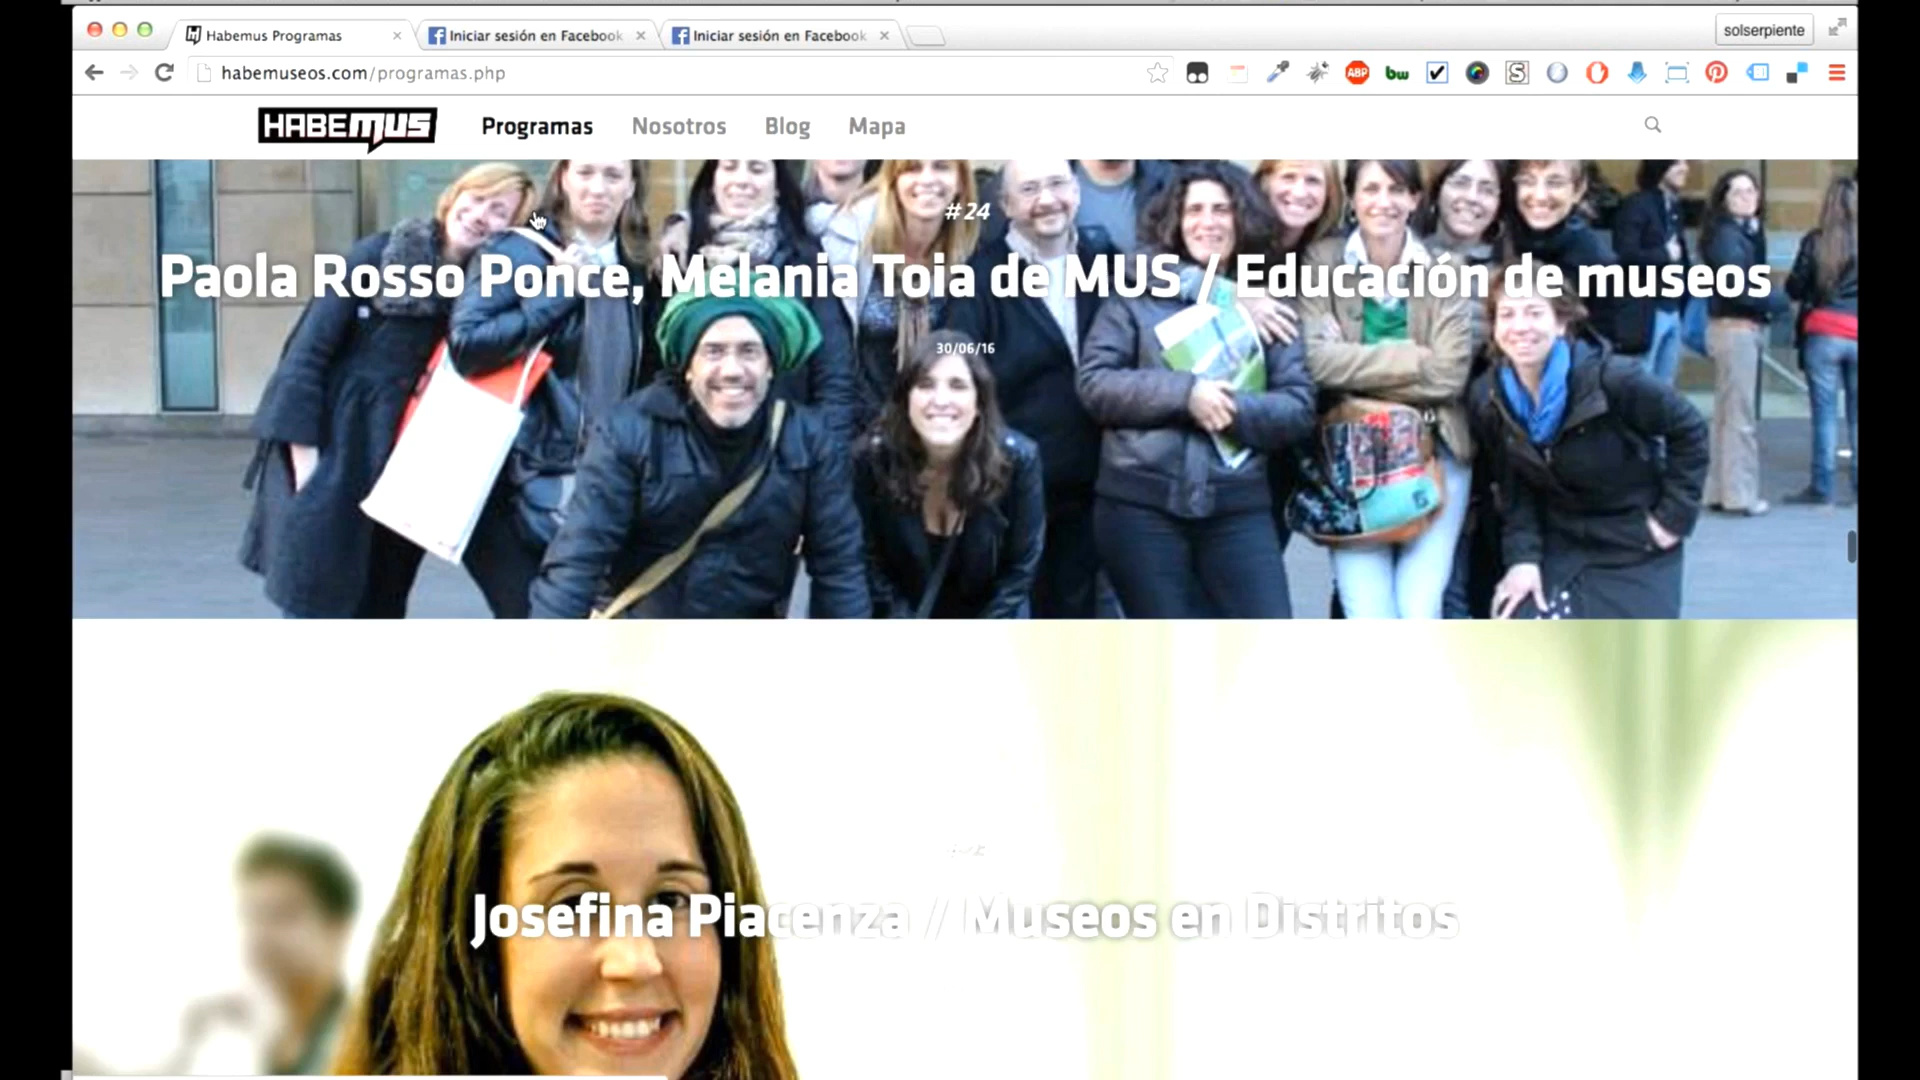 Habemus Programas
Iniciar sesión en Facebook
Iniciar sesión en Facebook
solserpiente
habemuseos.com/programas.php
ABP
bw
S
HABEMUS
Programas
Nosotros
Blog
Mapa
#24
Paola Rosso Ponce, Melania Toia de MUS / Educación de museos
30/06/16
Josefina Piacenza // Museos en Distritos